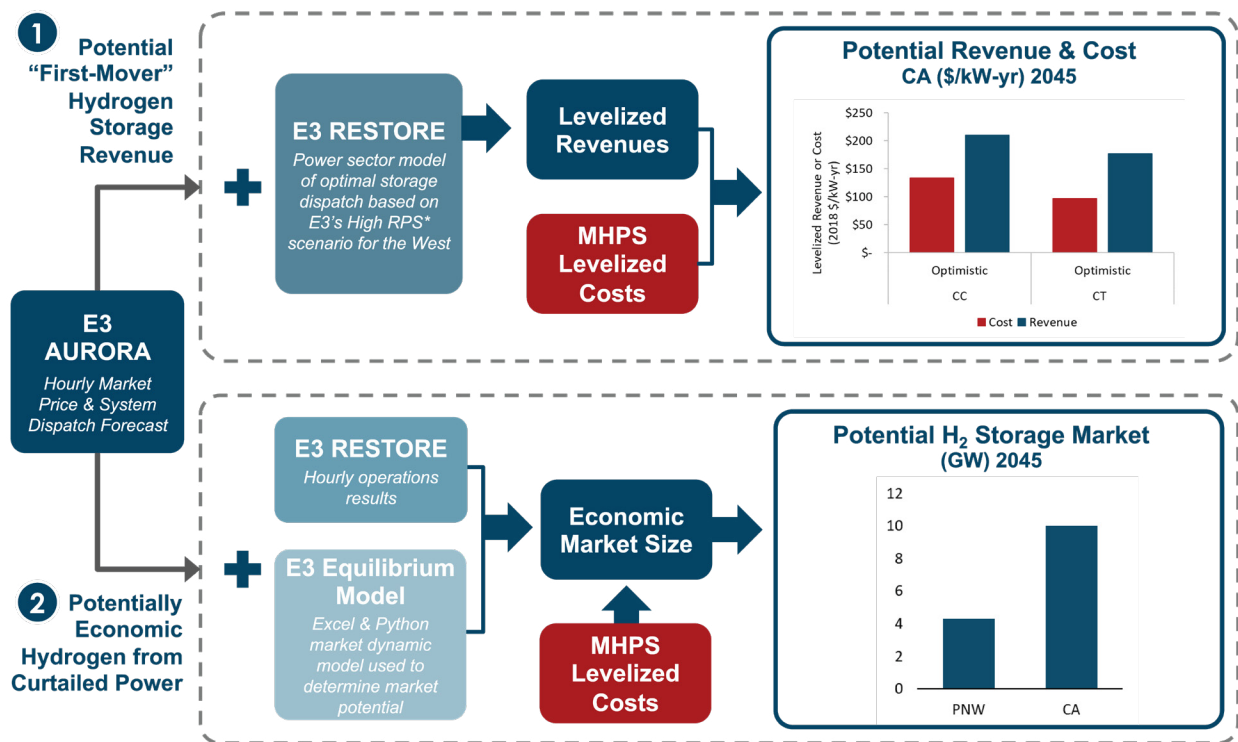 1
Potential
“First-Mover”
Hydrogen
Storage
Revenue
E3
AURORA
Hourly Market
Price & System
Dispatch Forecast
2
Potentially
Economic
Hydrogen from
Curtailed Power
+
E3 RESTORE
Power sector model
of optimal storage
dispatch based on
E3’s High RPS*
scenario for the West
Levelized
Revenues
MHPS
Levelized
Costs
Potential Revenue & Cost
CA ($/kW-yr) 2045
Levelized Revenue or Cost
(2018 $/kW-yr)
$250
$200
$150
$100
$50
$-
Optimistic
Optimistic
CC
CT
Cost Revenue
+
E3 RESTORE
Hourly operations
results
E3 Equilibrium
Model
Excel & Python
market dynamic
model used to
determine market
potential
Economic
Market Size
MHPS
Levelized
Costs
Potential H₂ Storage Market
(GW) 2045
12
10
8
6
4
2
0
PNW CA